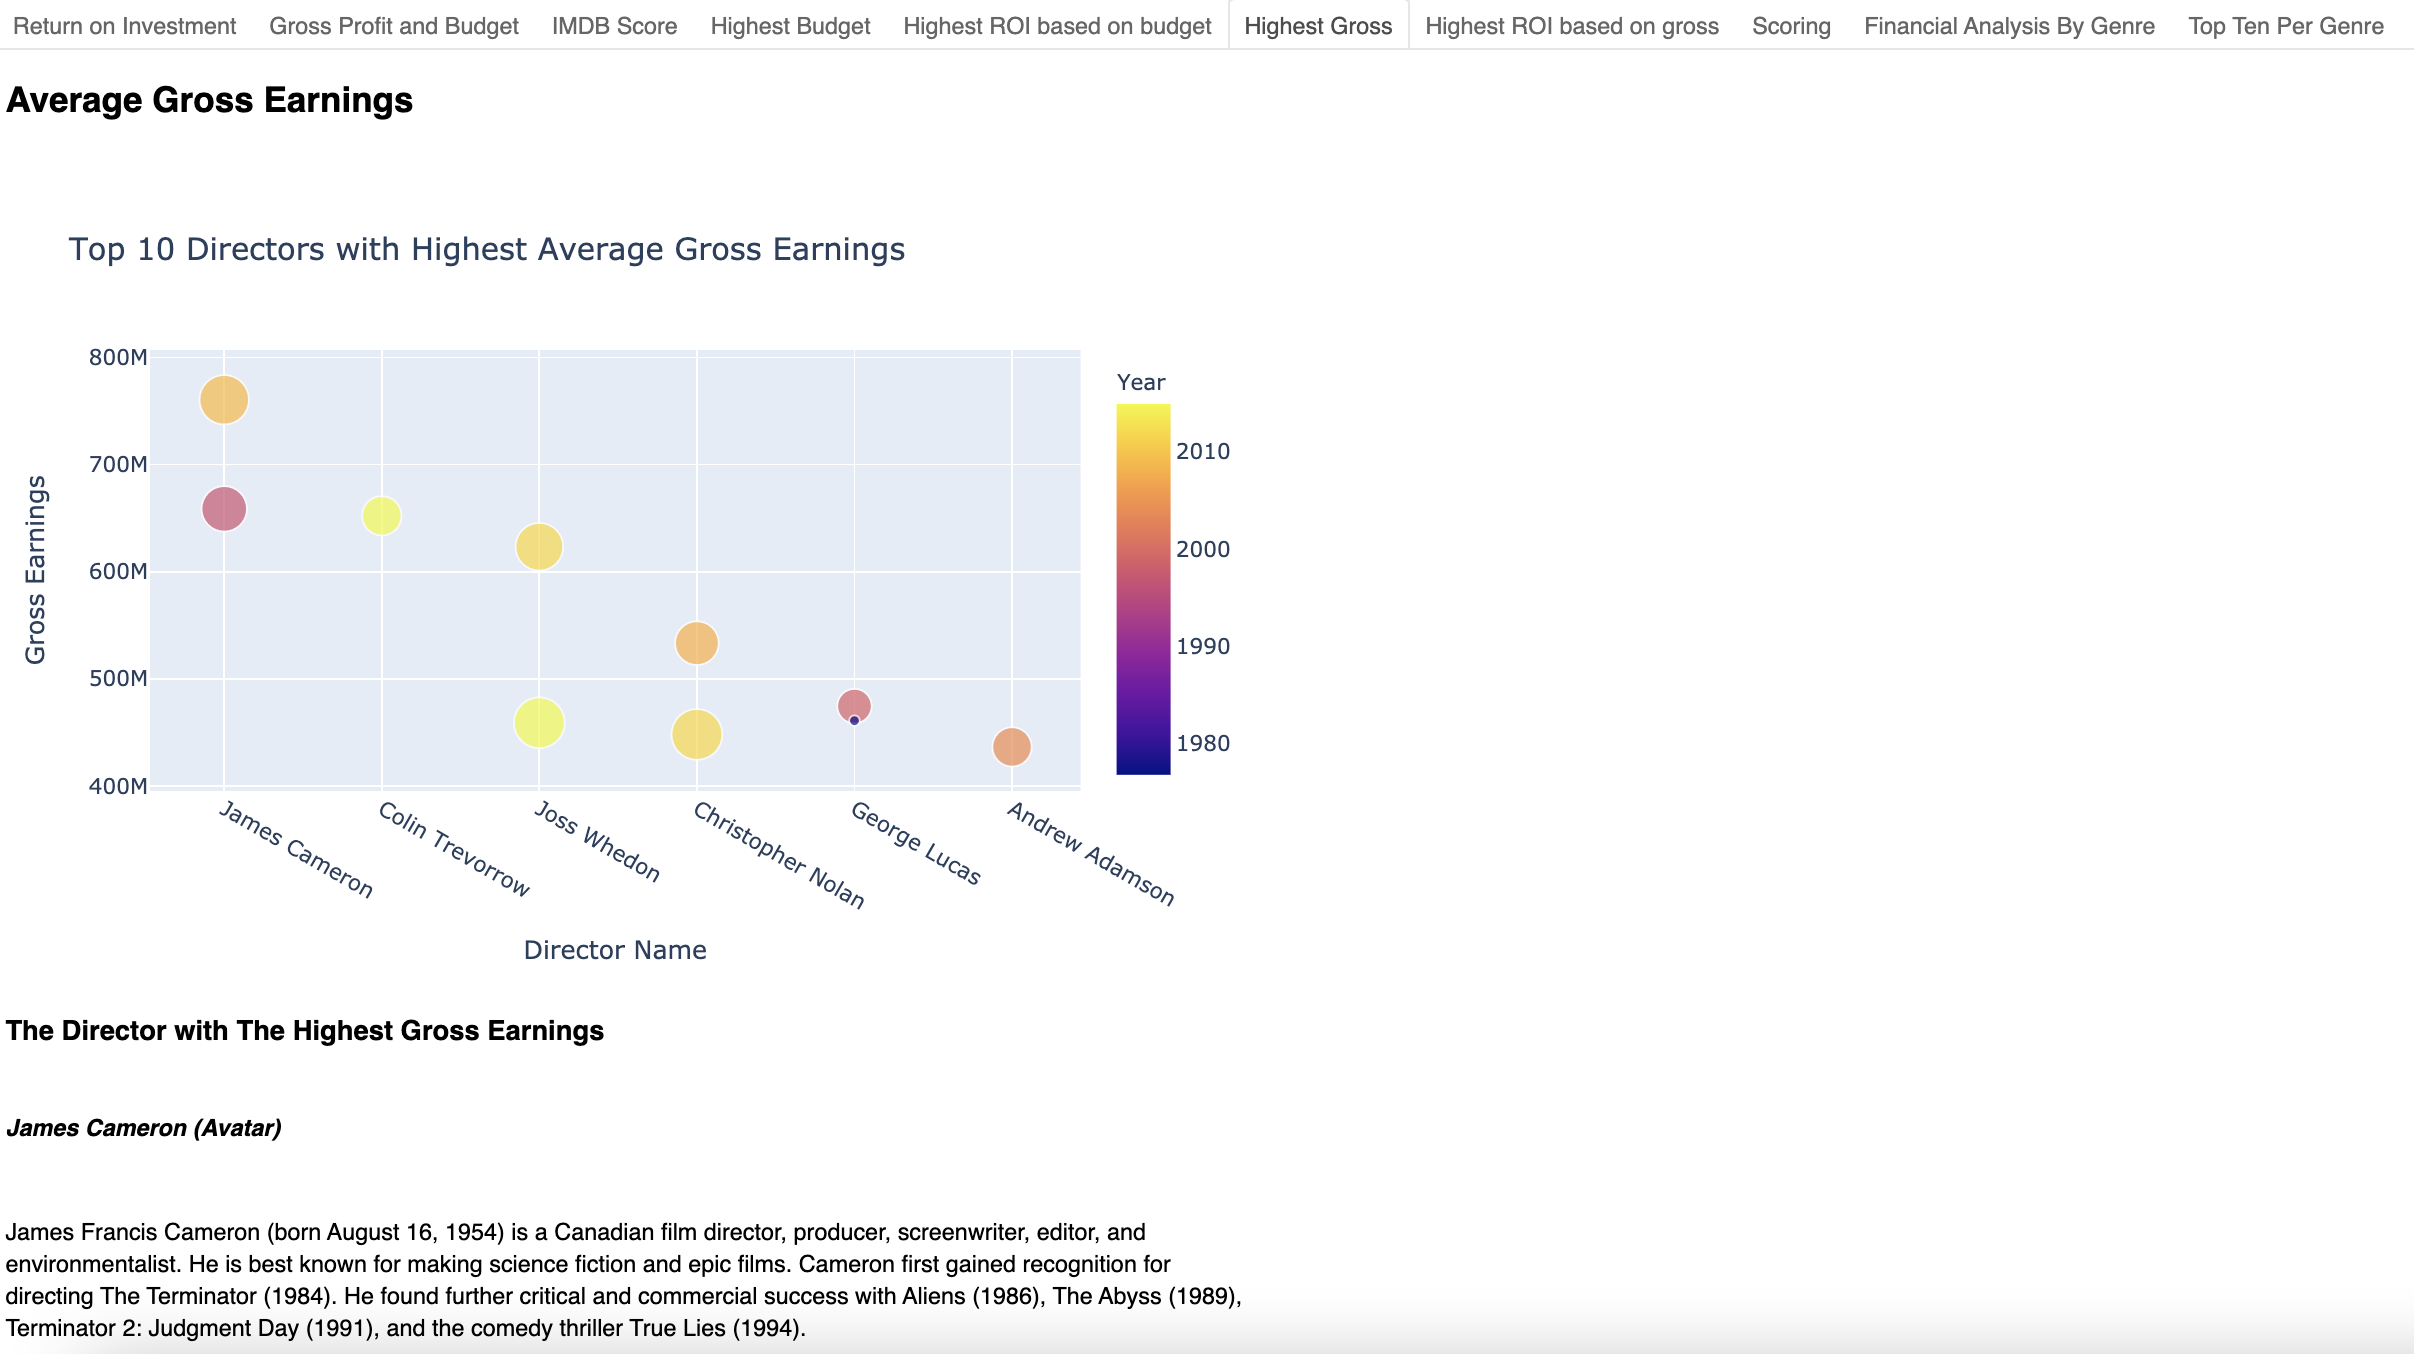 Return on Investment Gross Profit and Budget IMDB Score Highest Budget Highest ROI based on budget Highest Gross Highest ROI based on gross Scoring Financial Analysis By Genre Top Ten Per Genre
Average Gross Earnings
Top 10 Directors with Highest Average Gross Earnings
Gross Earnings
800M
700M
600M
500M
400M
Year
2010
2000
1990
1980
James Cameron
Colin Trevorrow
Joss Whedon
Christopher Nolan
George Lucas
Andrew Adamson
Director Name
The Director with The Highest Gross Earnings
James Cameron (Avatar)
James Francis Cameron (born August 16, 1954) is a Canadian film director, producer, screenwriter, editor, and
environmentalist. He is best known for making science fiction and epic films. Cameron first gained recognition for
directing The Terminator (1984). He found further critical and commercial success with Aliens (1986), The Abyss (1989),
Terminator 2: Judgment Day (1991), and the comedy thriller True Lies (1994).